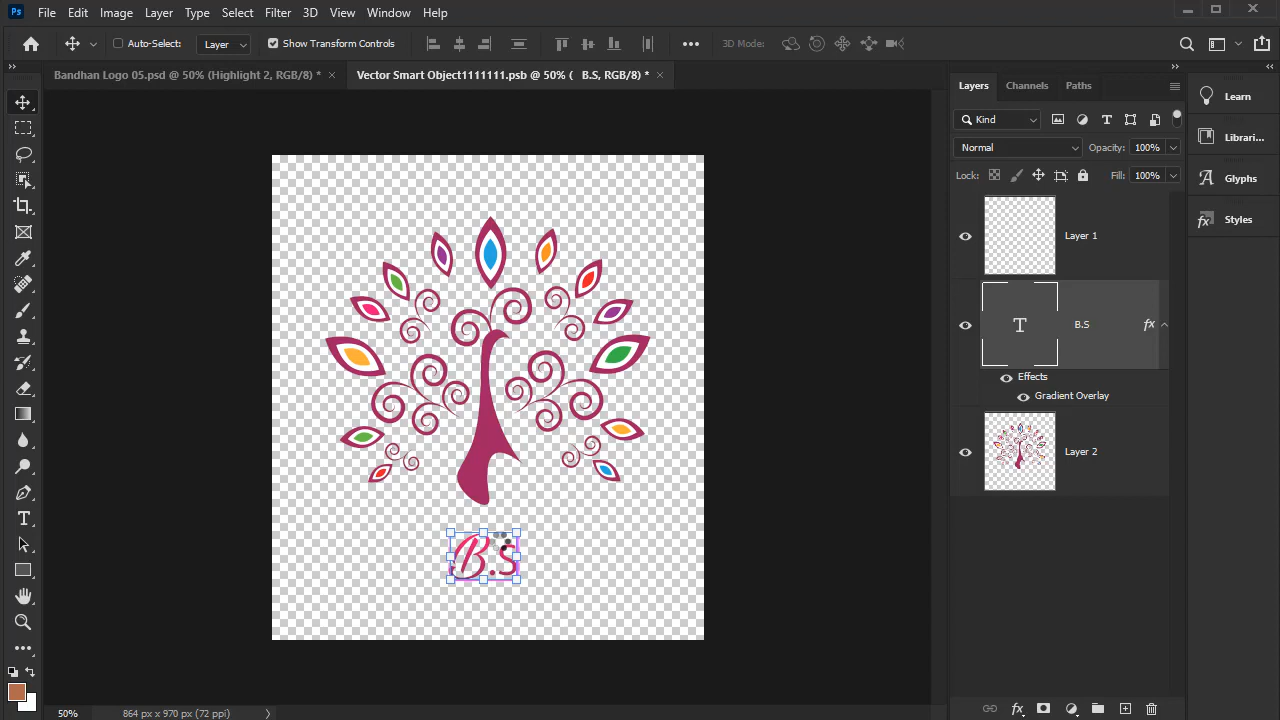 Ps File Edit Image Layer Type Select Filter 3D View Window Help
Auto-Select: Layer Show Transform Controls 3D Mode:
Bandhan Logo 05.psd @ 50% (Highlight 2, RGB/8) * × Vector Smart Object1111111.psb @ 50% ( B.S, RGB/8) * ×
Layers Channels Paths
Learn
Kind
Librari...
Normal Opacity: 100%
Lock: Fill: 100%
Glyphs
fx Styles
Layer 1
T B.S fx
Effects
Gradient Overlay
Layer 2
B.S
50% 864 px x 970 px (72 ppi)